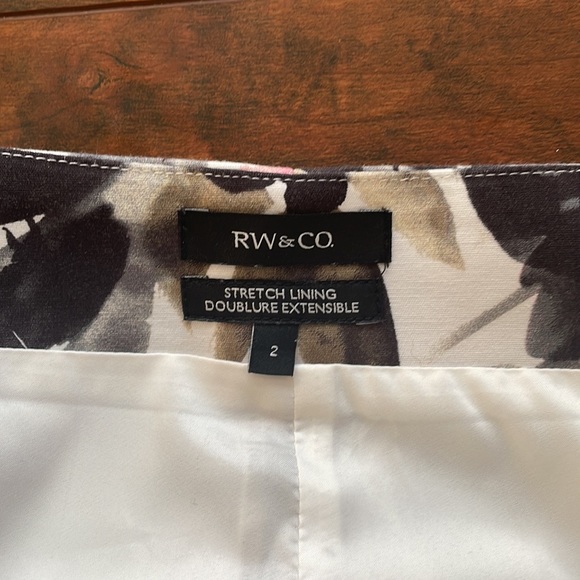 RW&CO.
STRETCH LINING
DOUBLURE EXTENSIBLE
2